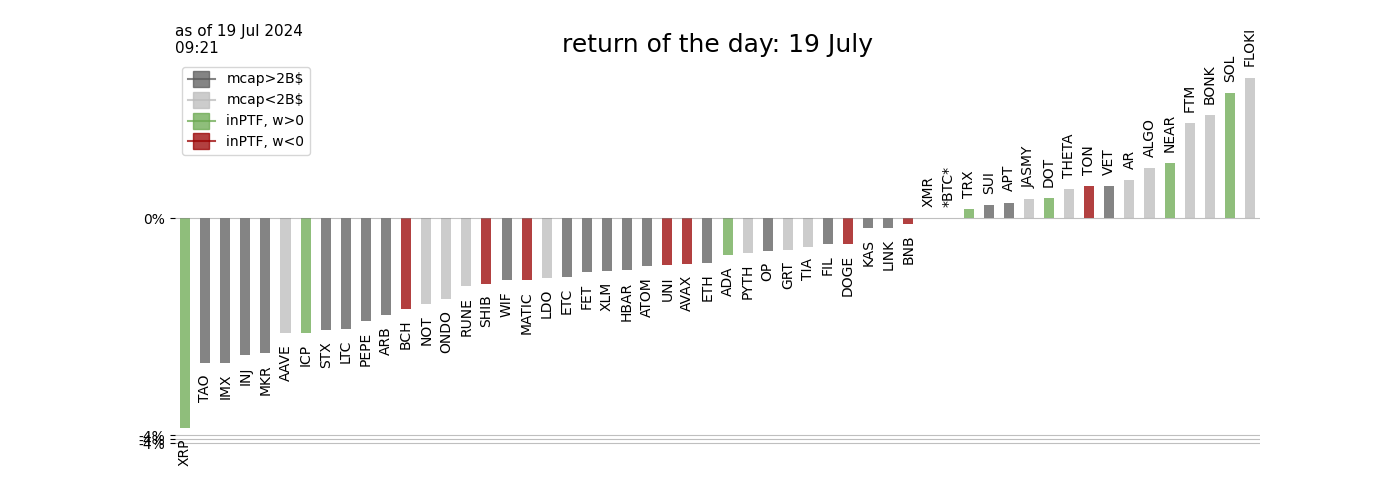 as of 19 Jul 2024
09:21
return of the day: 19 July
mcap>2B$
mcap<2B$
inPTF, w>0
inPTF, w<0
0%
-4%
-4%
XRP
TAO
IMX
INJ
MKR
AAVE
ICP
STX
LTC
PEPE
ARB
BCH
NOT
ONDO
RUNE
SHIB
WIF
MATIC
LDO
ETC
FET
XLM
HBAR
ATOM
UNI
AVAX
ETH
ADA
PYTH
OP
GRT
TIA
FIL
DOGE
KAS
LINK
BNB
XMR
*BTC*
TRX
SUI
APT
JASMY
DOT
THETA
TON
VET
AR
ALGO
NEAR
FTM
BONK
SOL
FLOKI